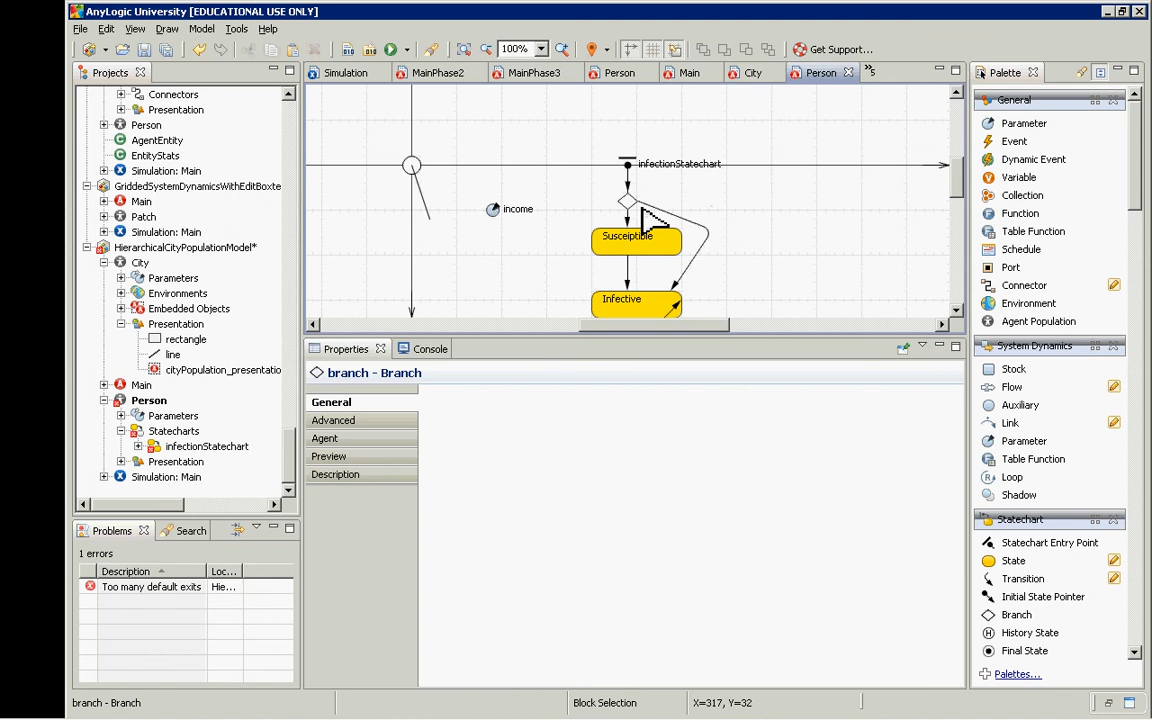 AnyLogic University [EDUCATIONAL USE ONLY]
File Edit View Draw Model Tools Help
100% Get Support...
Projects
Simulation MainPhase2 MainPhase3 Person Main City Person 5
Palette
Connectors
Presentation
Person
AgentEntity
EntityStats
Simulation: Main
GriddedSystemDynamicsWithEditBoxte
Main
Patch
Simulation: Main
HierarchicalCityPopulationModel*
City
Parameters
Environments
Embedded Objects
Presentation
rectangle
line
cityPopulation_presentatio
Main
Person
Parameters
Statecharts
infectionStatechart
Presentation
Simulation: Main
infectionStatechart
income
Susceiptible
Infective
Properties Console
branch - Branch
General
Advanced
Agent
Preview
Description
Problems Search
1 errors
Description Loc...
Too many default exits Hie...
General
Parameter
Event
Dynamic Event
Variable
Collection
Function
Table Function
Schedule
Port
Connector
Environment
Agent Population
System Dynamics
Stock
Flow
Auxiliary
Link
Parameter
Table Function
Loop
Shadow
Statechart
Statechart Entry Point
State
Transition
Initial State Pointer
Branch
History State
Final State
Palettes...
branch - Branch Block Selection X=317, Y=32